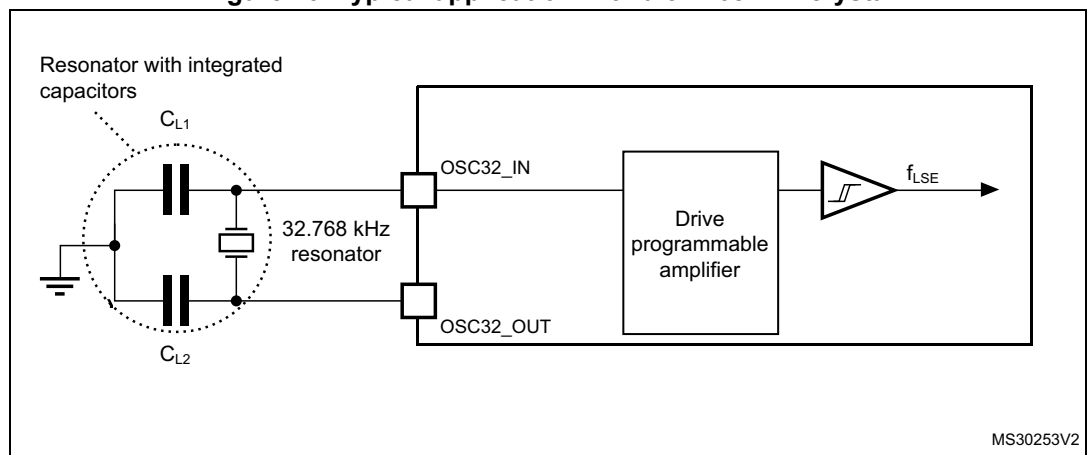 Resonator with integrated
capacitors
CL1
OSC32_IN
fLSE
32.768 kHz
resonator
Drive
programmable
amplifier
OSC32_OUT
CL2
MS30253V2